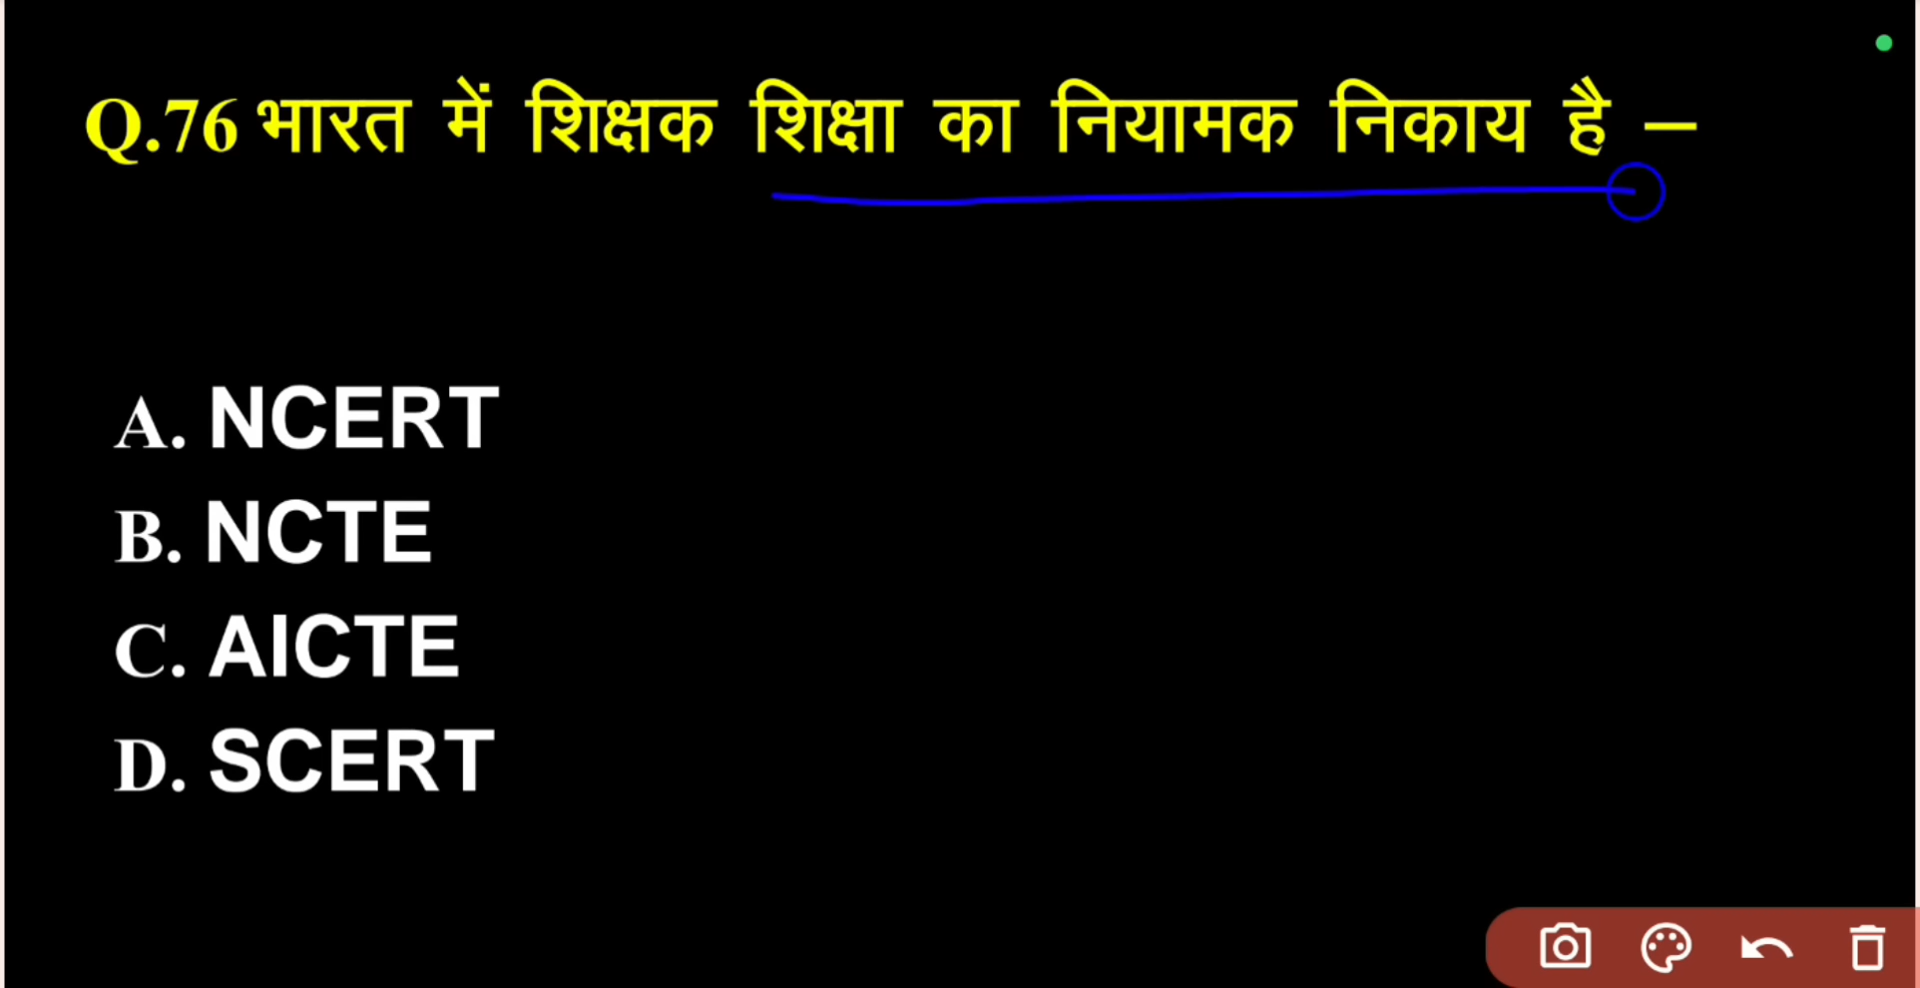 Q.76 भारत में शिक्षक शिक्षा का नियामक निकाय है –
A. NCERT
B. NCTE
C. AICTE
D. SCERT